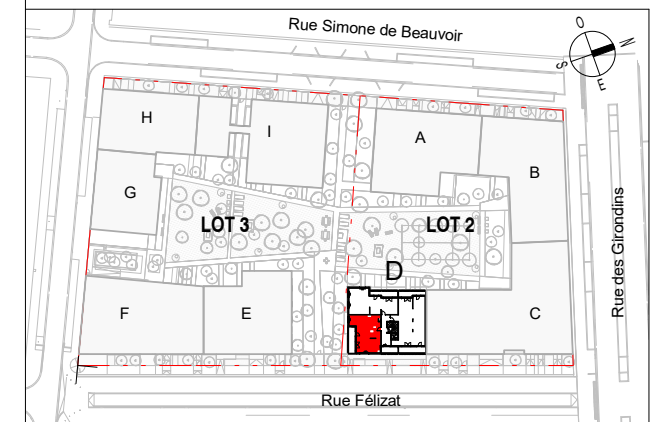 Rue Simone de Beauvoir
O
N
S
E
H
I
A
B
G
LOT 3
LOT 2
Rue des Girondins
D
F
E
C
Rue Félizat